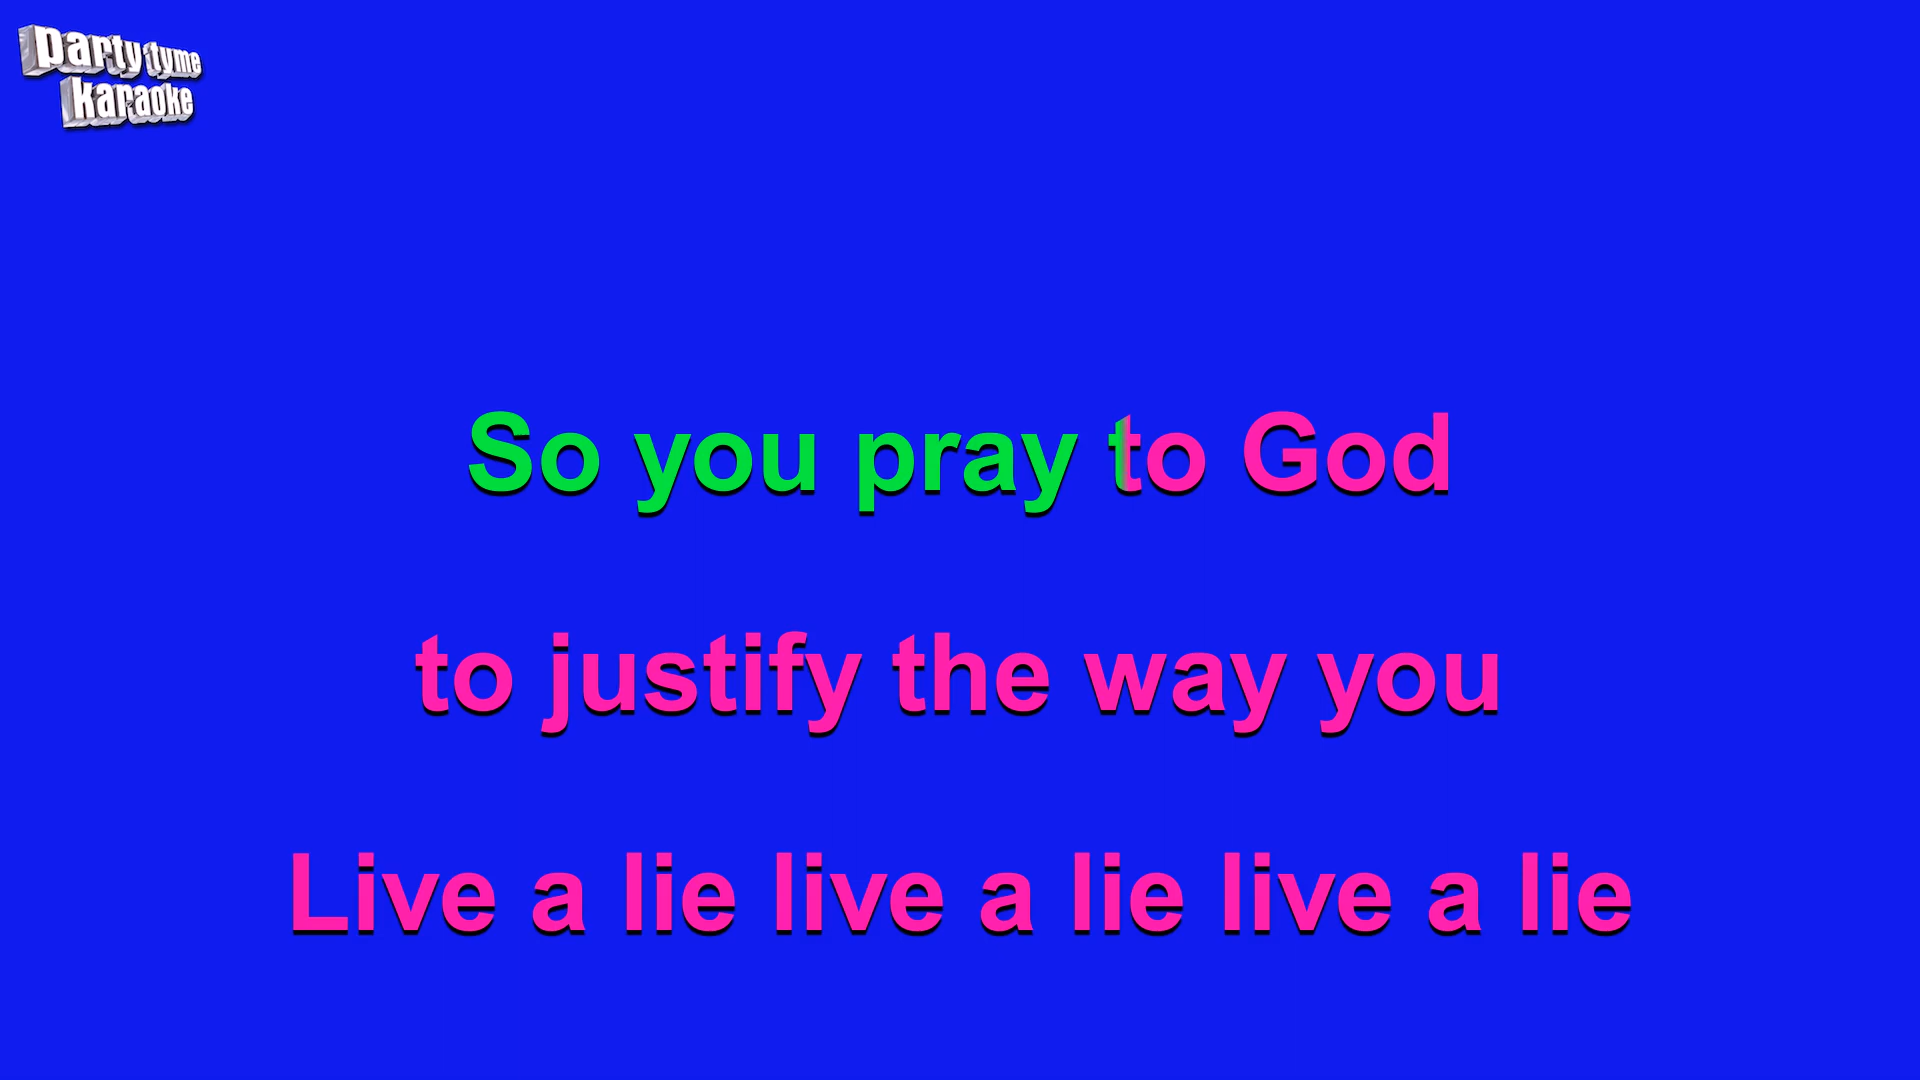 party tyme
karaoke
So you pray to God
to justify the way you
Live a lie live a lie live a lie